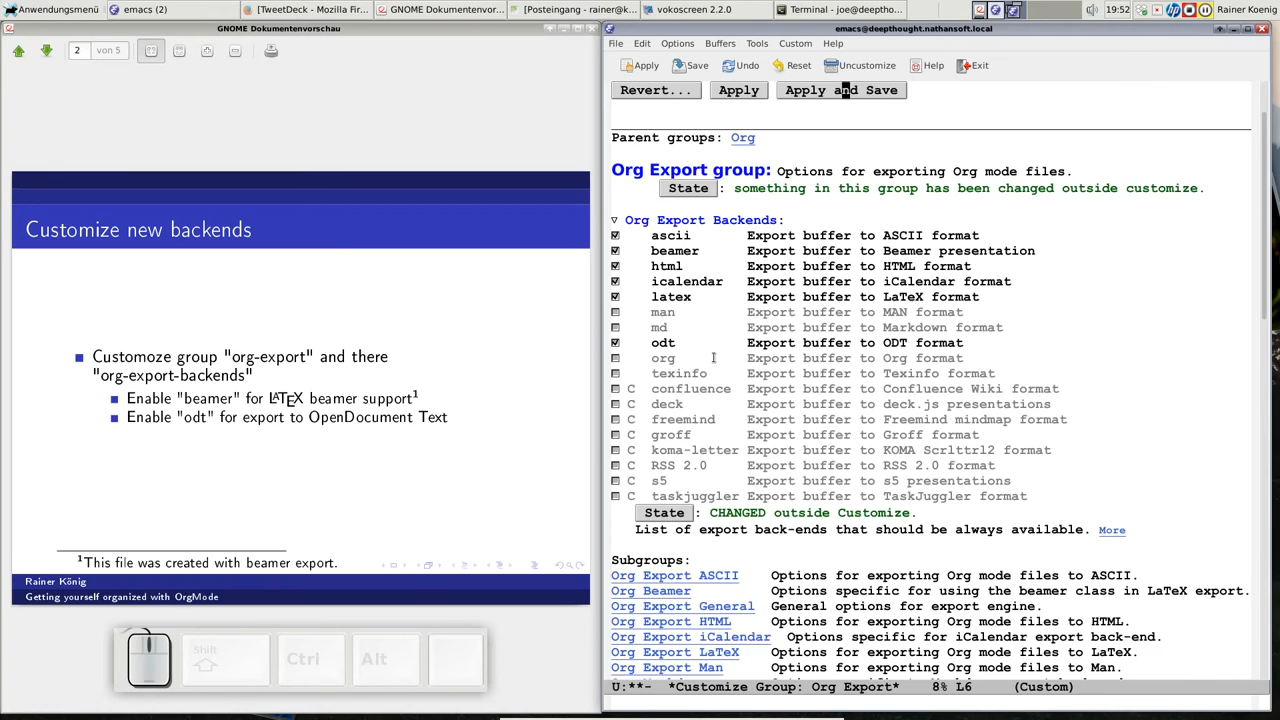 Anwendungsmenü
emacs (2)
[TweetDeck - Mozilla Fir...
GNOME Dokumentenvorsc...
[Posteingang - rainer@k...
vokoscreen 2.2.0
Terminal - joe@deeptho...
19:52
Rainer Koenig
GNOME Dokumentenvorschau
emacs@deepthought.nathansoft.local
2 von 5
File Edit Options Buffers Tools Custom Help
Apply Save Undo Reset Uncustomize Help Exit
Revert... Apply Apply and Save
Parent groups: Org
Org Export group: Options for exporting Org mode files.
State : something in this group has been changed outside customize.
Org Export Backends:
ascii Export buffer to ASCII format
beamer Export buffer to Beamer presentation
html Export buffer to HTML format
icalendar Export buffer to iCalendar format
latex Export buffer to LaTeX format
man Export buffer to MAN format
md Export buffer to Markdown format
odt Export buffer to ODT format
org Export buffer to Org format
texinfo Export buffer to Texinfo format
C confluence Export buffer to Confluence Wiki format
C deck Export buffer to deck.js presentations
C freemind Export buffer to Freemind mindmap format
C groff Export buffer to Groff format
C koma-letter Export buffer to KOMA Scrlttrl2 format
C RSS 2.0 Export buffer to RSS 2.0 format
C s5 Export buffer to s5 presentations
C taskjuggler Export buffer to TaskJuggler format
State : CHANGED outside Customize.
List of export back-ends that should be always available. More
Subgroups:
Org Export ASCII Options for exporting Org mode files to ASCII.
Org Beamer Options specific for using the beamer class in LaTeX export.
Org Export General General options for export engine.
Org Export HTML Options for exporting Org mode files to HTML.
Org Export iCalendar Options specific for iCalendar export back-end.
Org Export LaTeX Options for exporting Org mode files to LaTeX.
Org Export Man Options for exporting Org mode files to Man.
U:**- *Customize Group: Org Export* 8% L6 (Custom)
Customize new backends
Customoze group "org-export" and there
"org-export-backends"
Enable "beamer" for LATEX beamer support1
Enable "odt" for export to OpenDocument Text
1This file was created with beamer export.
Rainer König
Getting yourself organized with OrgMode
Shift Ctrl Alt